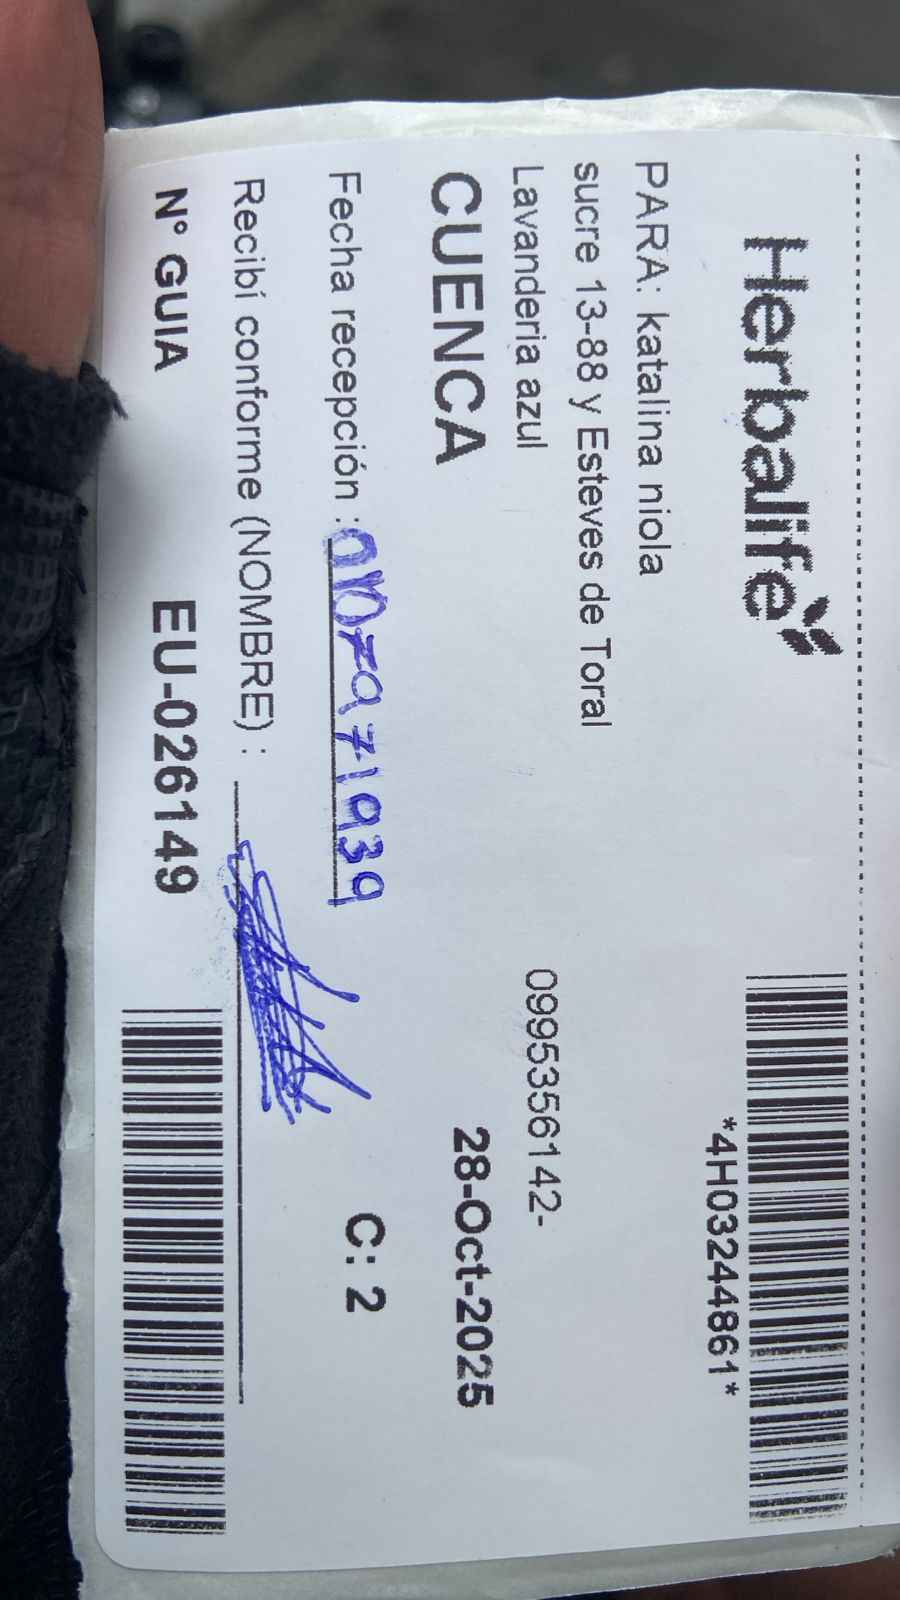 Herbalife
*4H03244861*
PARA: katalina niola
sucre 13-88 y Esteves de Toral
Lavanderia azul 0995356142-
CUENCA 28-Oct-2025
Fecha recepción : C: 2
Recibí conforme (NOMBRE) :
N° GUIA EU-026149